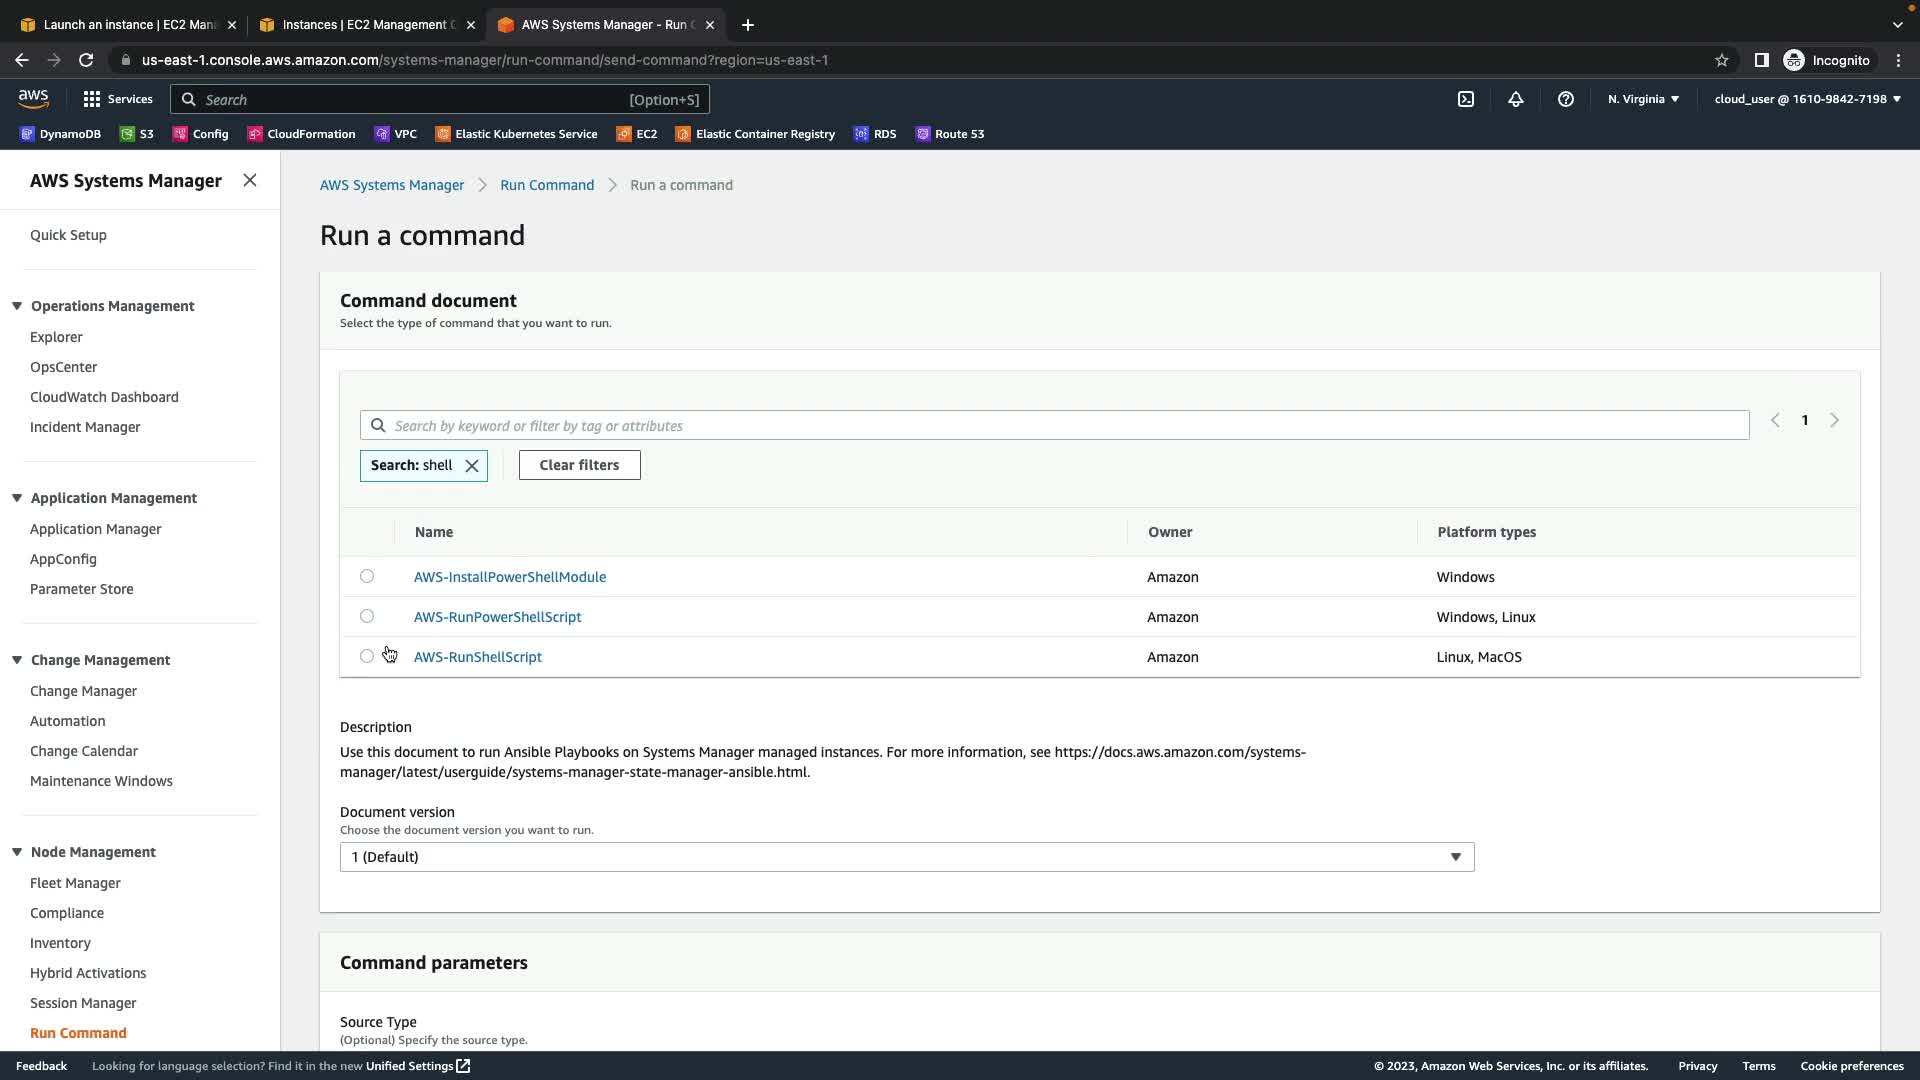 Launch an instance | EC2 Man
Instances | EC2 Management C
AWS Systems Manager - Run C
us-east-1.console.aws.amazon.com/systems-manager/run-command/send-command?region=us-east-1
Incognito
aws
Services
Search
[Option+S]
N. Virginia
cloud_user @ 1610-9842-7198
DynamoDB
S3
Config
CloudFormation
VPC
Elastic Kubernetes Service
EC2
Elastic Container Registry
RDS
Route 53
AWS Systems Manager
Quick Setup
Operations Management
Explorer
OpsCenter
CloudWatch Dashboard
Incident Manager
Application Management
Application Manager
AppConfig
Parameter Store
Change Management
Change Manager
Automation
Change Calendar
Maintenance Windows
Node Management
Fleet Manager
Compliance
Inventory
Hybrid Activations
Session Manager
Run Command
AWS Systems Manager
Run Command
Run a command
Run a command
Command document
Select the type of command that you want to run.
Search by keyword or filter by tag or attributes
1
Search: shell
Clear filters
Name
Owner
Platform types
AWS-InstallPowerShellModule
Amazon
Windows
AWS-RunPowerShellScript
Amazon
Windows, Linux
AWS-RunShellScript
Amazon
Linux, MacOS
Description
Use this document to run Ansible Playbooks on Systems Manager managed instances. For more information, see https://docs.aws.amazon.com/systems-
manager/latest/userguide/systems-manager-state-manager-ansible.html.
Document version
Choose the document version you want to run.
1 (Default)
Command parameters
Source Type
(Optional) Specify the source type.
Feedback
Looking for language selection? Find it in the new Unified Settings
© 2023, Amazon Web Services, Inc. or its affiliates.
Privacy
Terms
Cookie preferences